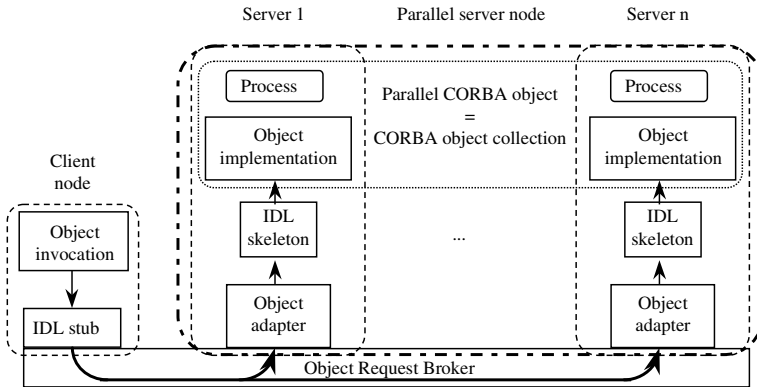 Server 1
Parallel server node
Server n
Process
Parallel CORBA object
=
CORBA object collection
Process
Object
implementation
Object
implementation
Client
node
Object
invocation
IDL
skeleton
...
IDL
skeleton
IDL stub
Object
adapter
Object
adapter
Object Request Broker